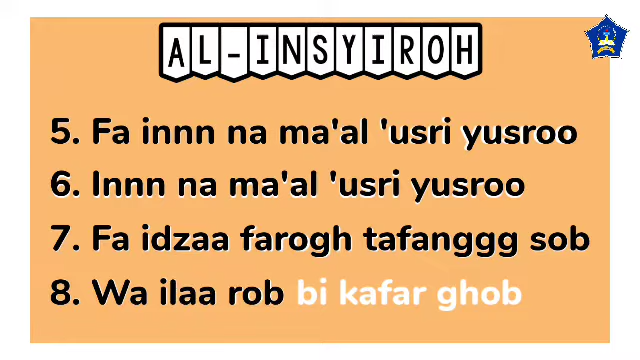 AL-INSYIROH
5. Fa innn na ma'al 'usri yusroo
6. Innn na ma'al 'usri yusroo
7. Fa idzaa farogh tafanggg sob
8. Wa ilaa rob bi kafar ghob